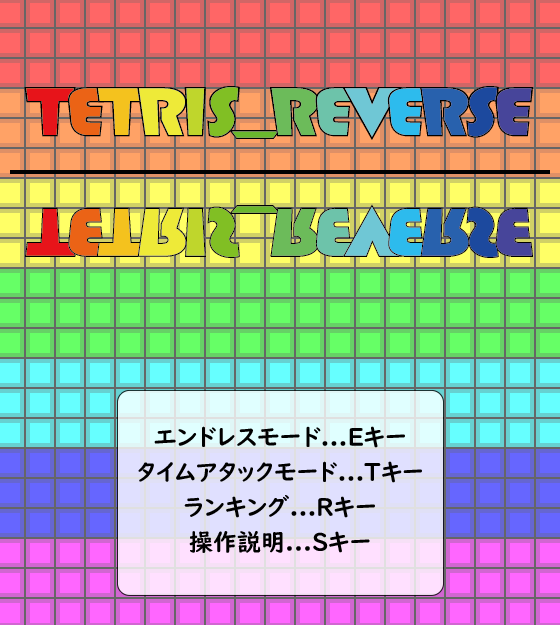 TETRIS_REVERSE
TETRIS_REVERSE
エンドレスモード...Eキー
タイムアタックモード...Tキー
ランキング...Rキー
操作説明...Sキー